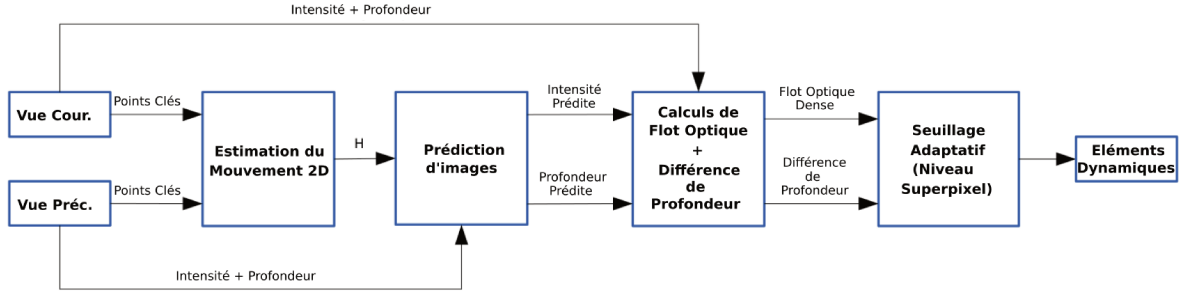 Intensité + Profondeur
Vue Cour.
Points Clés
Vue Préc.
Points Clés
Estimation du
Mouvement 2D
H
Prédiction
d'images
Intensité
Prédite
Profondeur
Prédite
Calculs de
Flot Optique
+
Différence
de
Profondeur
Flot Optique
Dense
Différence
de
Profondeur
Seuillage
Adaptatif
(Niveau
Superpixel)
Eléments
Dynamiques
Intensité + Profondeur